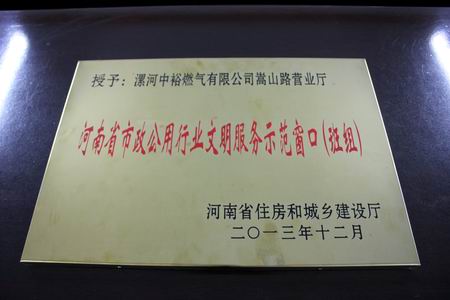 授予：漯河中裕燃气有限公司嵩山路营业厅
河南省市政公用行业文明服务示范窗口(班组)
河南省住房和城乡建设厅
二〇一三年十二月